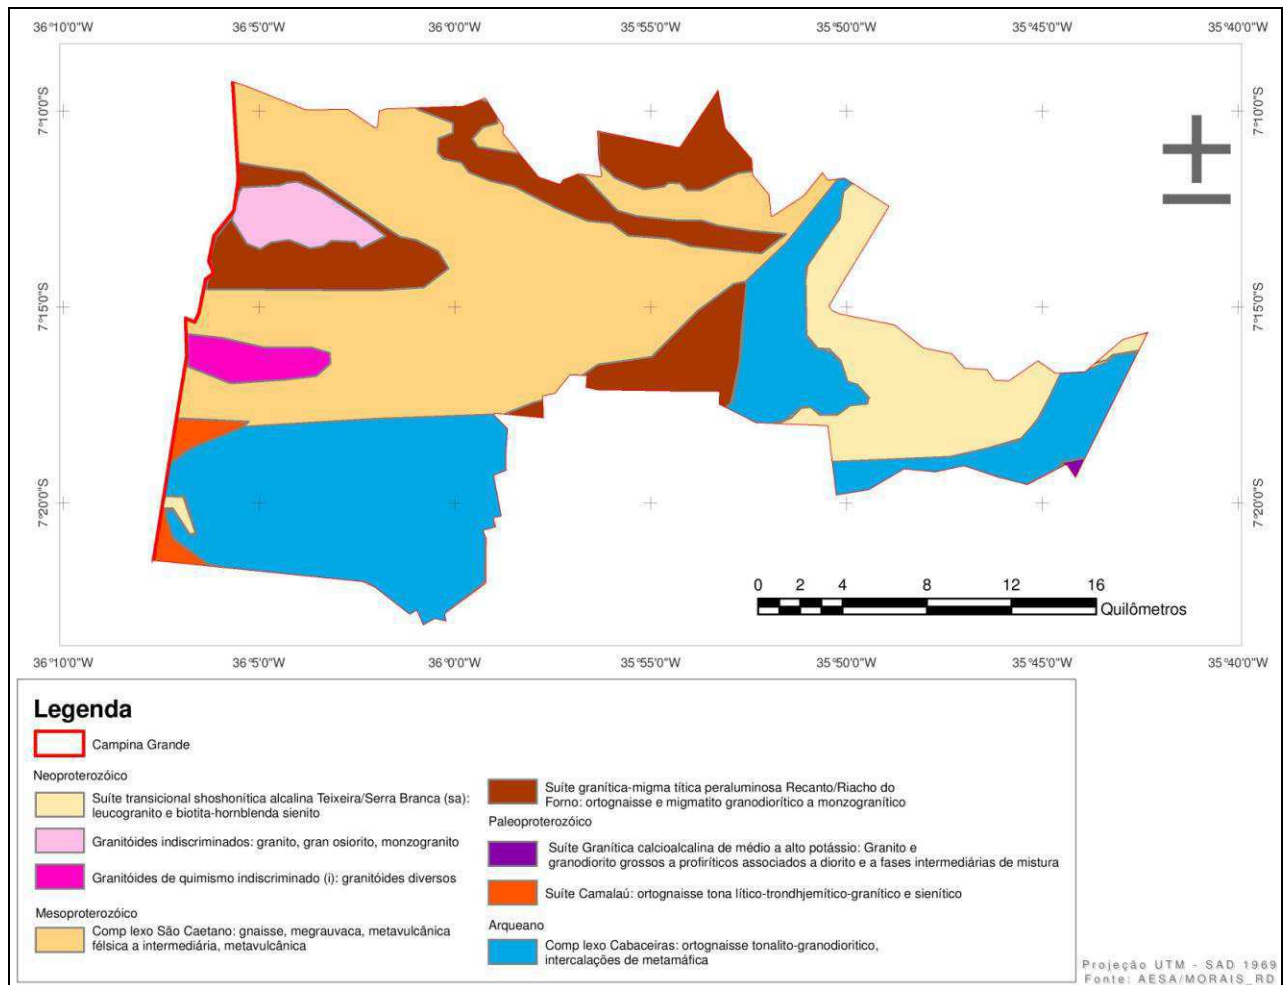 36°10'0"W 36°5'0"W 36°0'0"W 35°55'0"W 35°50'0"W 35°45'0"W 35°40'0"W
7°10'0"S 7°10'0"S
7°15'0"S 7°15'0"S
7°20'0"S 7°20'0"S
0 2 4 8 12 16
Quilômetros
36°10'0"W 36°5'0"W 36°0'0"W 35°55'0"W 35°50'0"W 35°45'0"W 35°40'0"W
Legenda
Campina Grande
Neoproterozóico
Suíte transicional shoshonítica alcalina Teixeira/Serra Branca (sa):
leucogranito e biotita-hornblenda sienito
Granitóides indiscriminados: granito, gran osiorito, monzogranito
Granitóides de quimismo indiscriminado (i): granitóides diversos
Mesoproterozóico
Comp lexo São Caetano: gnaisse, megrauvaca, metavulcânica
félsica a intermediária, metavulcânica
Suíte granítica-migma títica peraluminosa Recanto/Riacho do
Forno: ortognaisse e migmatito granodiorítico a monzogranítico
Paleoproterozóico
Suíte Granítica calcioalcalina de médio a alto potássio: Granito e
granodiorito grossos a profiríticos associados a diorito e a fases intermediárias de mistura
Suíte Camalaú: ortognaisse tona lítico-trondhjemítico-granítico e sienítico
Arqueano
Comp lexo Cabaceiras: ortognaisse tonalito-granodioritico,
intercalações de metamáfica
Projeção UTM - SAD 1969
Fonte: AESA/MORAIS_RD